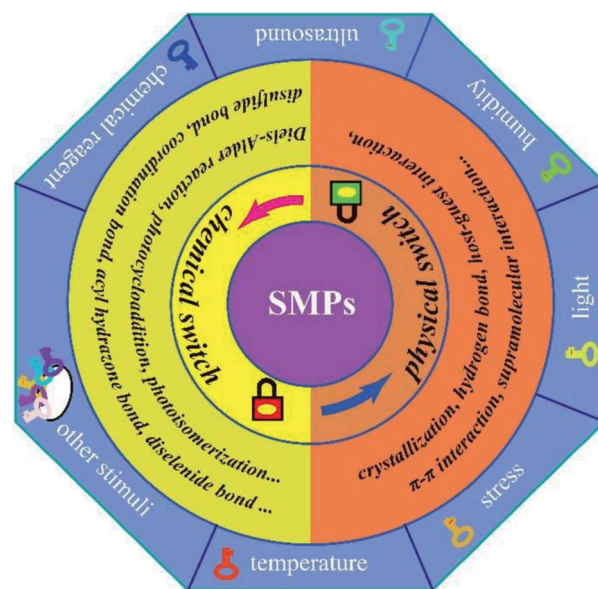 ultrasound
humidity
light
stress
temperature
other stimuli
chemical reagent
disulfide bond, coordination bond, acyl hydrazone bond, diselenide bond ...
Diels-Alder reaction, photocycloddition, photoisomerization...
chemical switch
SMPs
physical switch
crystallization, hydrogen bond, host-guest interaction,
π-π interaction, supramolecular interaction...